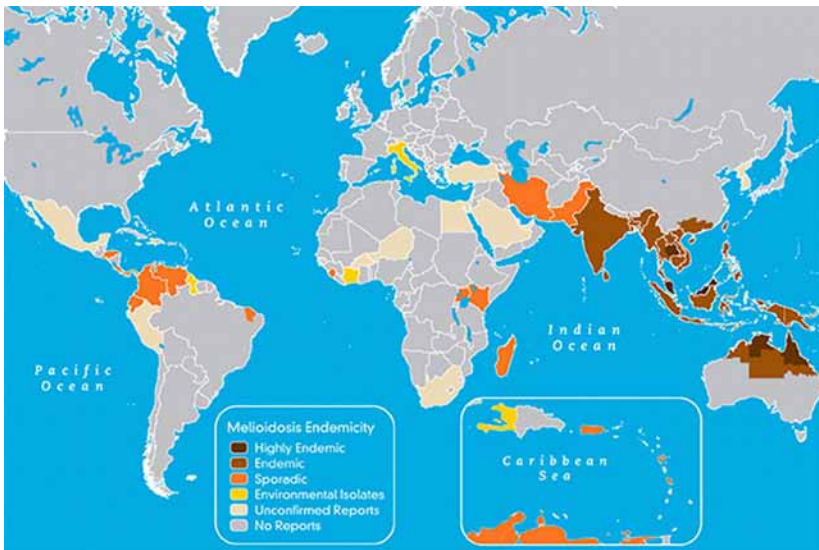 Atlantic
Ocean
Indian
Ocean
Pacific
Ocean
Melioidosis Endemicity
Highly Endemic
Endemic
Sporadic
Environmental Isolates
Unconfirmed Reports
No Reports
Caribbean
Sea